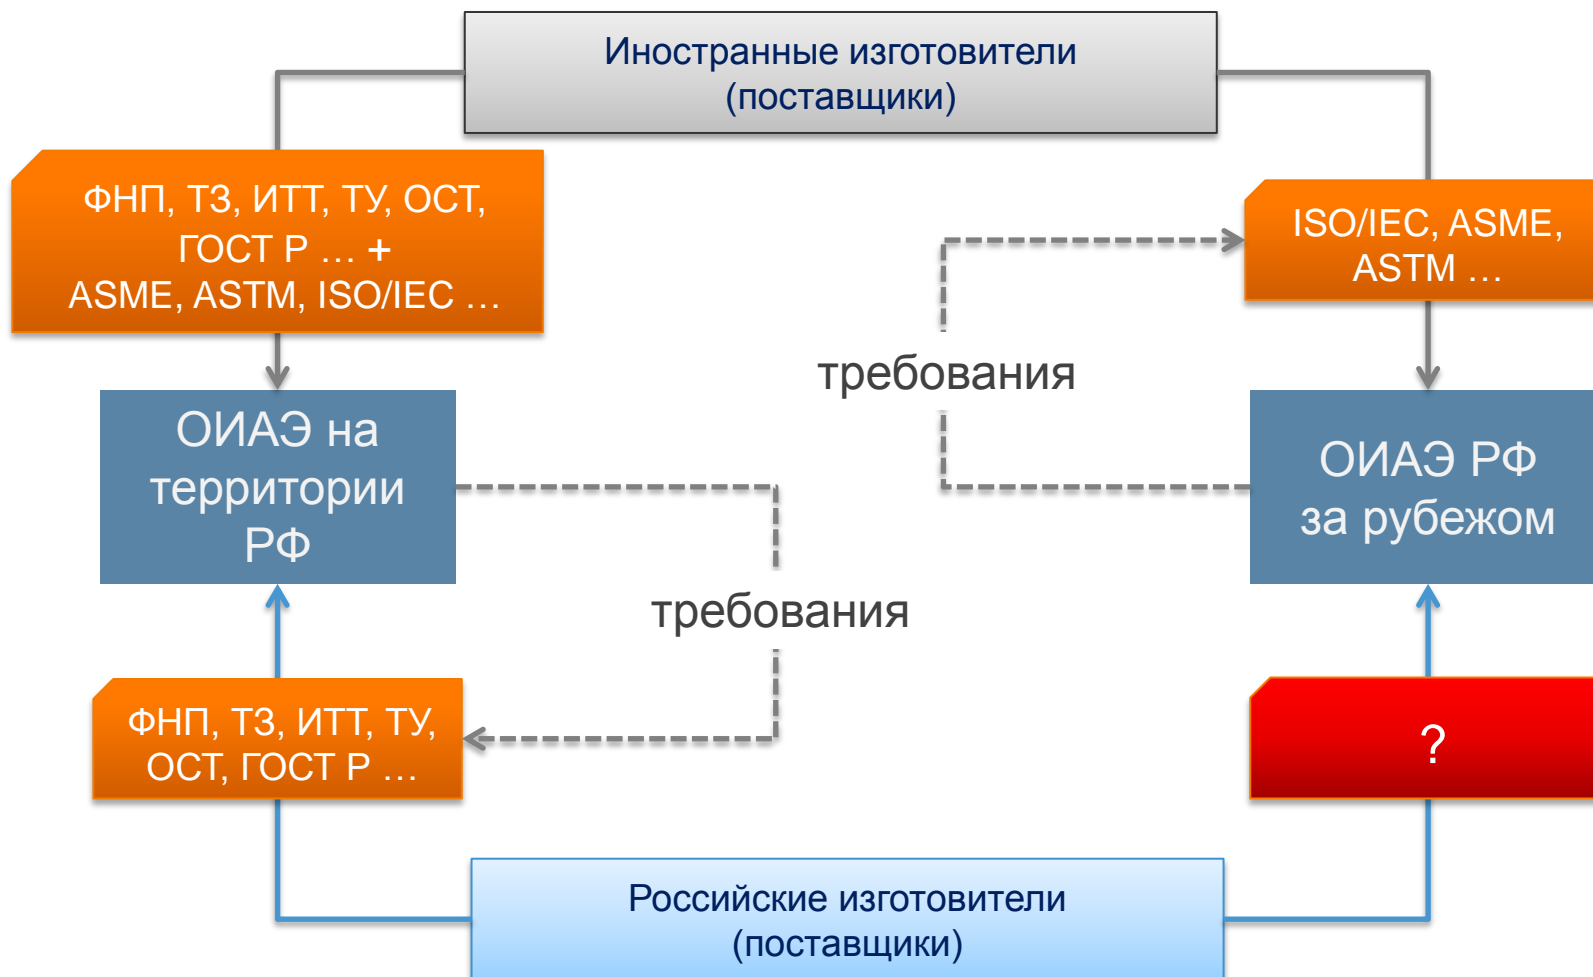 Иностранные изготовители
(поставщики)
ФНП, ТЗ, ИТТ, ТУ, ОСТ,
ГОСТ Р … +
ASME, ASTM, ISO/IEC …
ISO/IEC, ASME,
ASTM …
требования
ОИАЭ на
территории
РФ
ОИАЭ РФ
за рубежом
требования
ФНП, ТЗ, ИТТ, ТУ,
ОСТ, ГОСТ Р …
?
Российские изготовители
(поставщики)